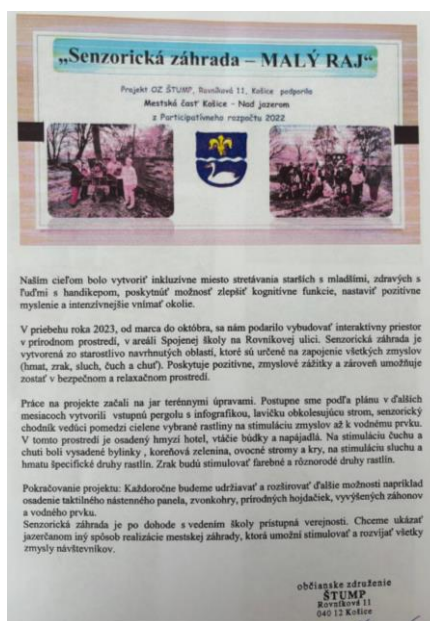 „Senzorická záhrada – MALÝ RAJ“
Projekt OZ ŠTUMP, Rovníková 11, Košice podporila
Mestská časť Košice - Nad jazerom
z Participatívneho rozpočtu 2022
Našim cieľom bolo vytvoriť inkluzívne miesto stretávania starších s mladšími, zdravých s
ľuďmi s handikepom, poskytnúť možnosť zlepšiť kognitívne funkcie, nastaviť pozitívne
myslenie a intenzívnejšie vnímať okolie.
V priebehu roka 2023, od marca do októbra, sa nám podarilo vybudovať interaktívny priestor
v prírodnom prostredí, v areáli Spojenej školy na Rovníkovej ulici. Senzorická záhrada je
vytvorená zo starostlivo navrhnutých oblastí, ktoré sú určené na zapojenie všetkých zmyslov
(hmat, zrak, sluch, čuch a chuť). Poskytuje pozitívne, zmyslové zážitky a zároveň umožňuje
zostať v bezpečnom a relaxačnom prostredí.
Práce na projekte začali na jar terénnymi úpravami. Postupne sme podľa plánu v ďalších
mesiacoch vytvorili vstupnú pergolu s infografikou, lavičku obkolesujúcu strom, senzorický
chodník vedúci pomedzi cielene vybrané rastliny na stimuláciu zmyslov až k vodnému prvku.
V tomto prostredí je osadený hmyzí hotel, vtáčie búdky a napájadlá. Na stimuláciu čuchu a
chuti boli vysadené bylinky , koreňová zelenina, ovocné stromy a kry, na stimuláciu sluchu a
hmatu špecifické druhy rastlín. Zrak budú stimulovať farebné a rôznorodé druhy rastlín.
Pokračovanie projektu: Každoročne budeme udržiavať a rozširovať ďalšie možnosti napríklad
osadenie taktilného nástenného panela, zvonkohry, prírodných hojdačiek, vyvýšených záhonov
a vodného prvku.
Senzorická záhrada je po dohode s vedením školy prístupná verejnosti. Chceme ukázať
jazerčanom iný spôsob realizácie mestskej záhrady, ktorá umožní stimulovať a rozvíjať všetky
zmysly návštevníkov.
občianske združenie
ŠTUMP
Rovníková 11
040 12 Košice